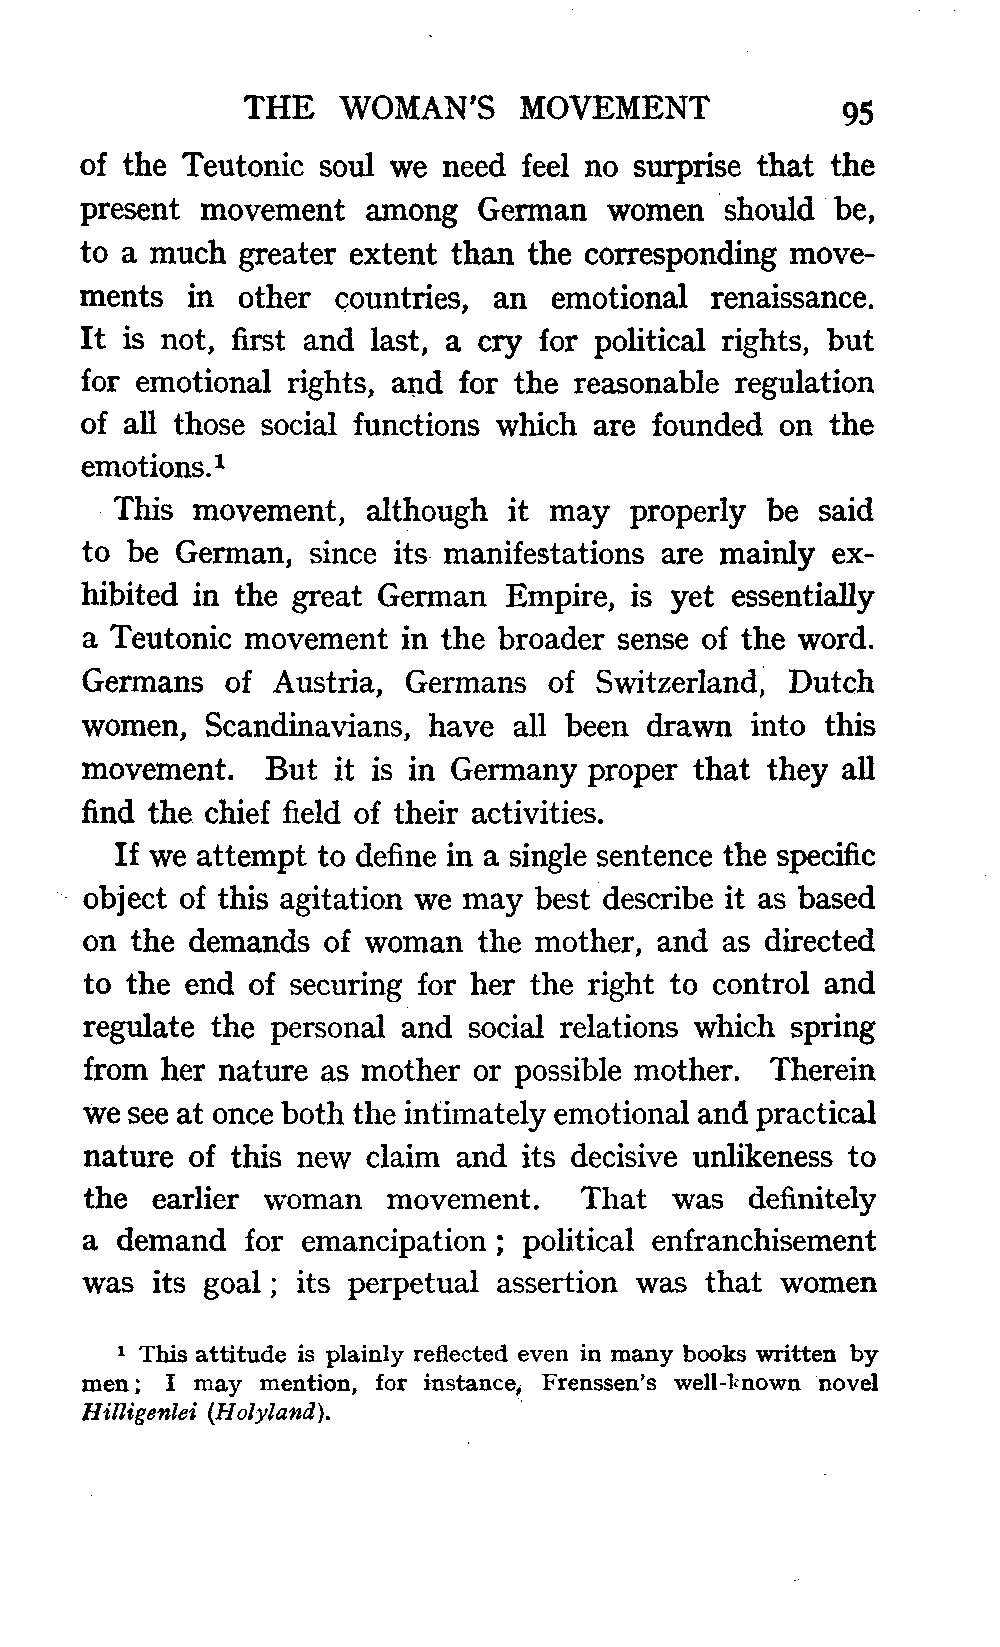 THE WOMAN'S MOVEMENT 95
of the Teutonic soul we need feel no surprise that the
present movement among German women should be,
to a much greater extent than the corresponding move-
ments in other countries, an emotional renaissance.
It is not, first and last, a cry for political rights, but
for emotional rights, and for the reasonable regulation
of all those social functions which are founded on the
emotions.¹
This movement, although it may properly be said
to be German, since its manifestations are mainly ex-
hibited in the great German Empire, is yet essentially
a Teutonic movement in the broader sense of the word.
Germans of Austria, Germans of Switzerland, Dutch
women, Scandinavians, have all been drawn into this
movement. But it is in Germany proper that they all
find the chief field of their activities.
If we attempt to define in a single sentence the specific
object of this agitation we may best describe it as based
on the demands of woman the mother, and as directed
to the end of securing for her the right to control and
regulate the personal and social relations which spring
from her nature as mother or possible mother. Therein
we see at once both the intimately emotional and practical
nature of this new claim and its decisive unlikeness to
the earlier woman movement. That was definitely
a demand for emancipation ; political enfranchisement
was its goal ; its perpetual assertion was that women
¹ This attitude is plainly reflected even in many books written by
men; I may mention, for instance, Frenssen's well-known novel
Hilligenlei (Holyland).